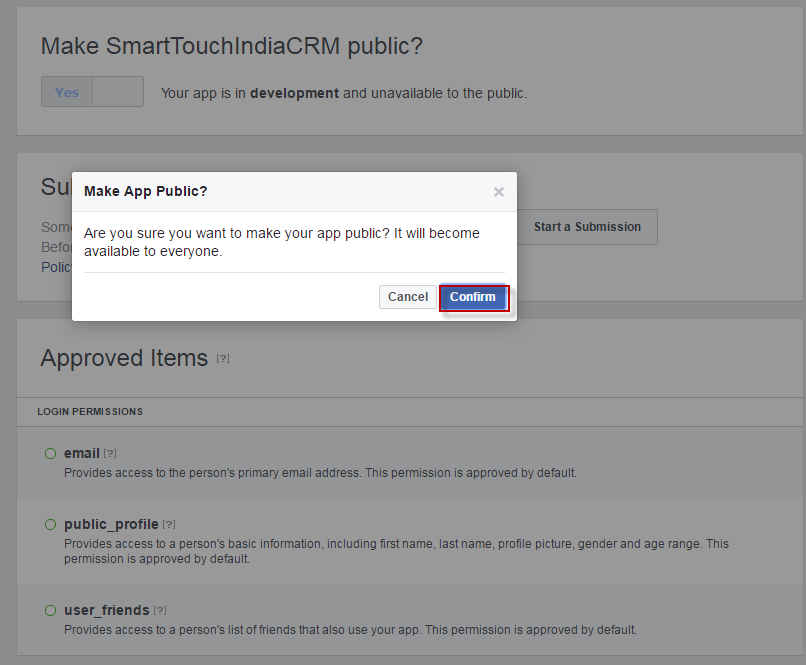 Make SmartTouchIndiaCRM public?
Yes
Your app is in development and unavailable to the public.
Su
Some
Before
Policy
Start a Submission
Make App Public?
×
Are you sure you want to make your app public? It will become
available to everyone.
Cancel
Confirm
Approved Items [?]
LOGIN PERMISSIONS
email [?]
Provides access to the person's primary email address. This permission is approved by default.
public_profile [?]
Provides access to a person's basic information, including first name, last name, profile picture, gender and age range. This
permission is approved by default.
user_friends [?]
Provides access to a person's list of friends that also use your app. This permission is approved by default.